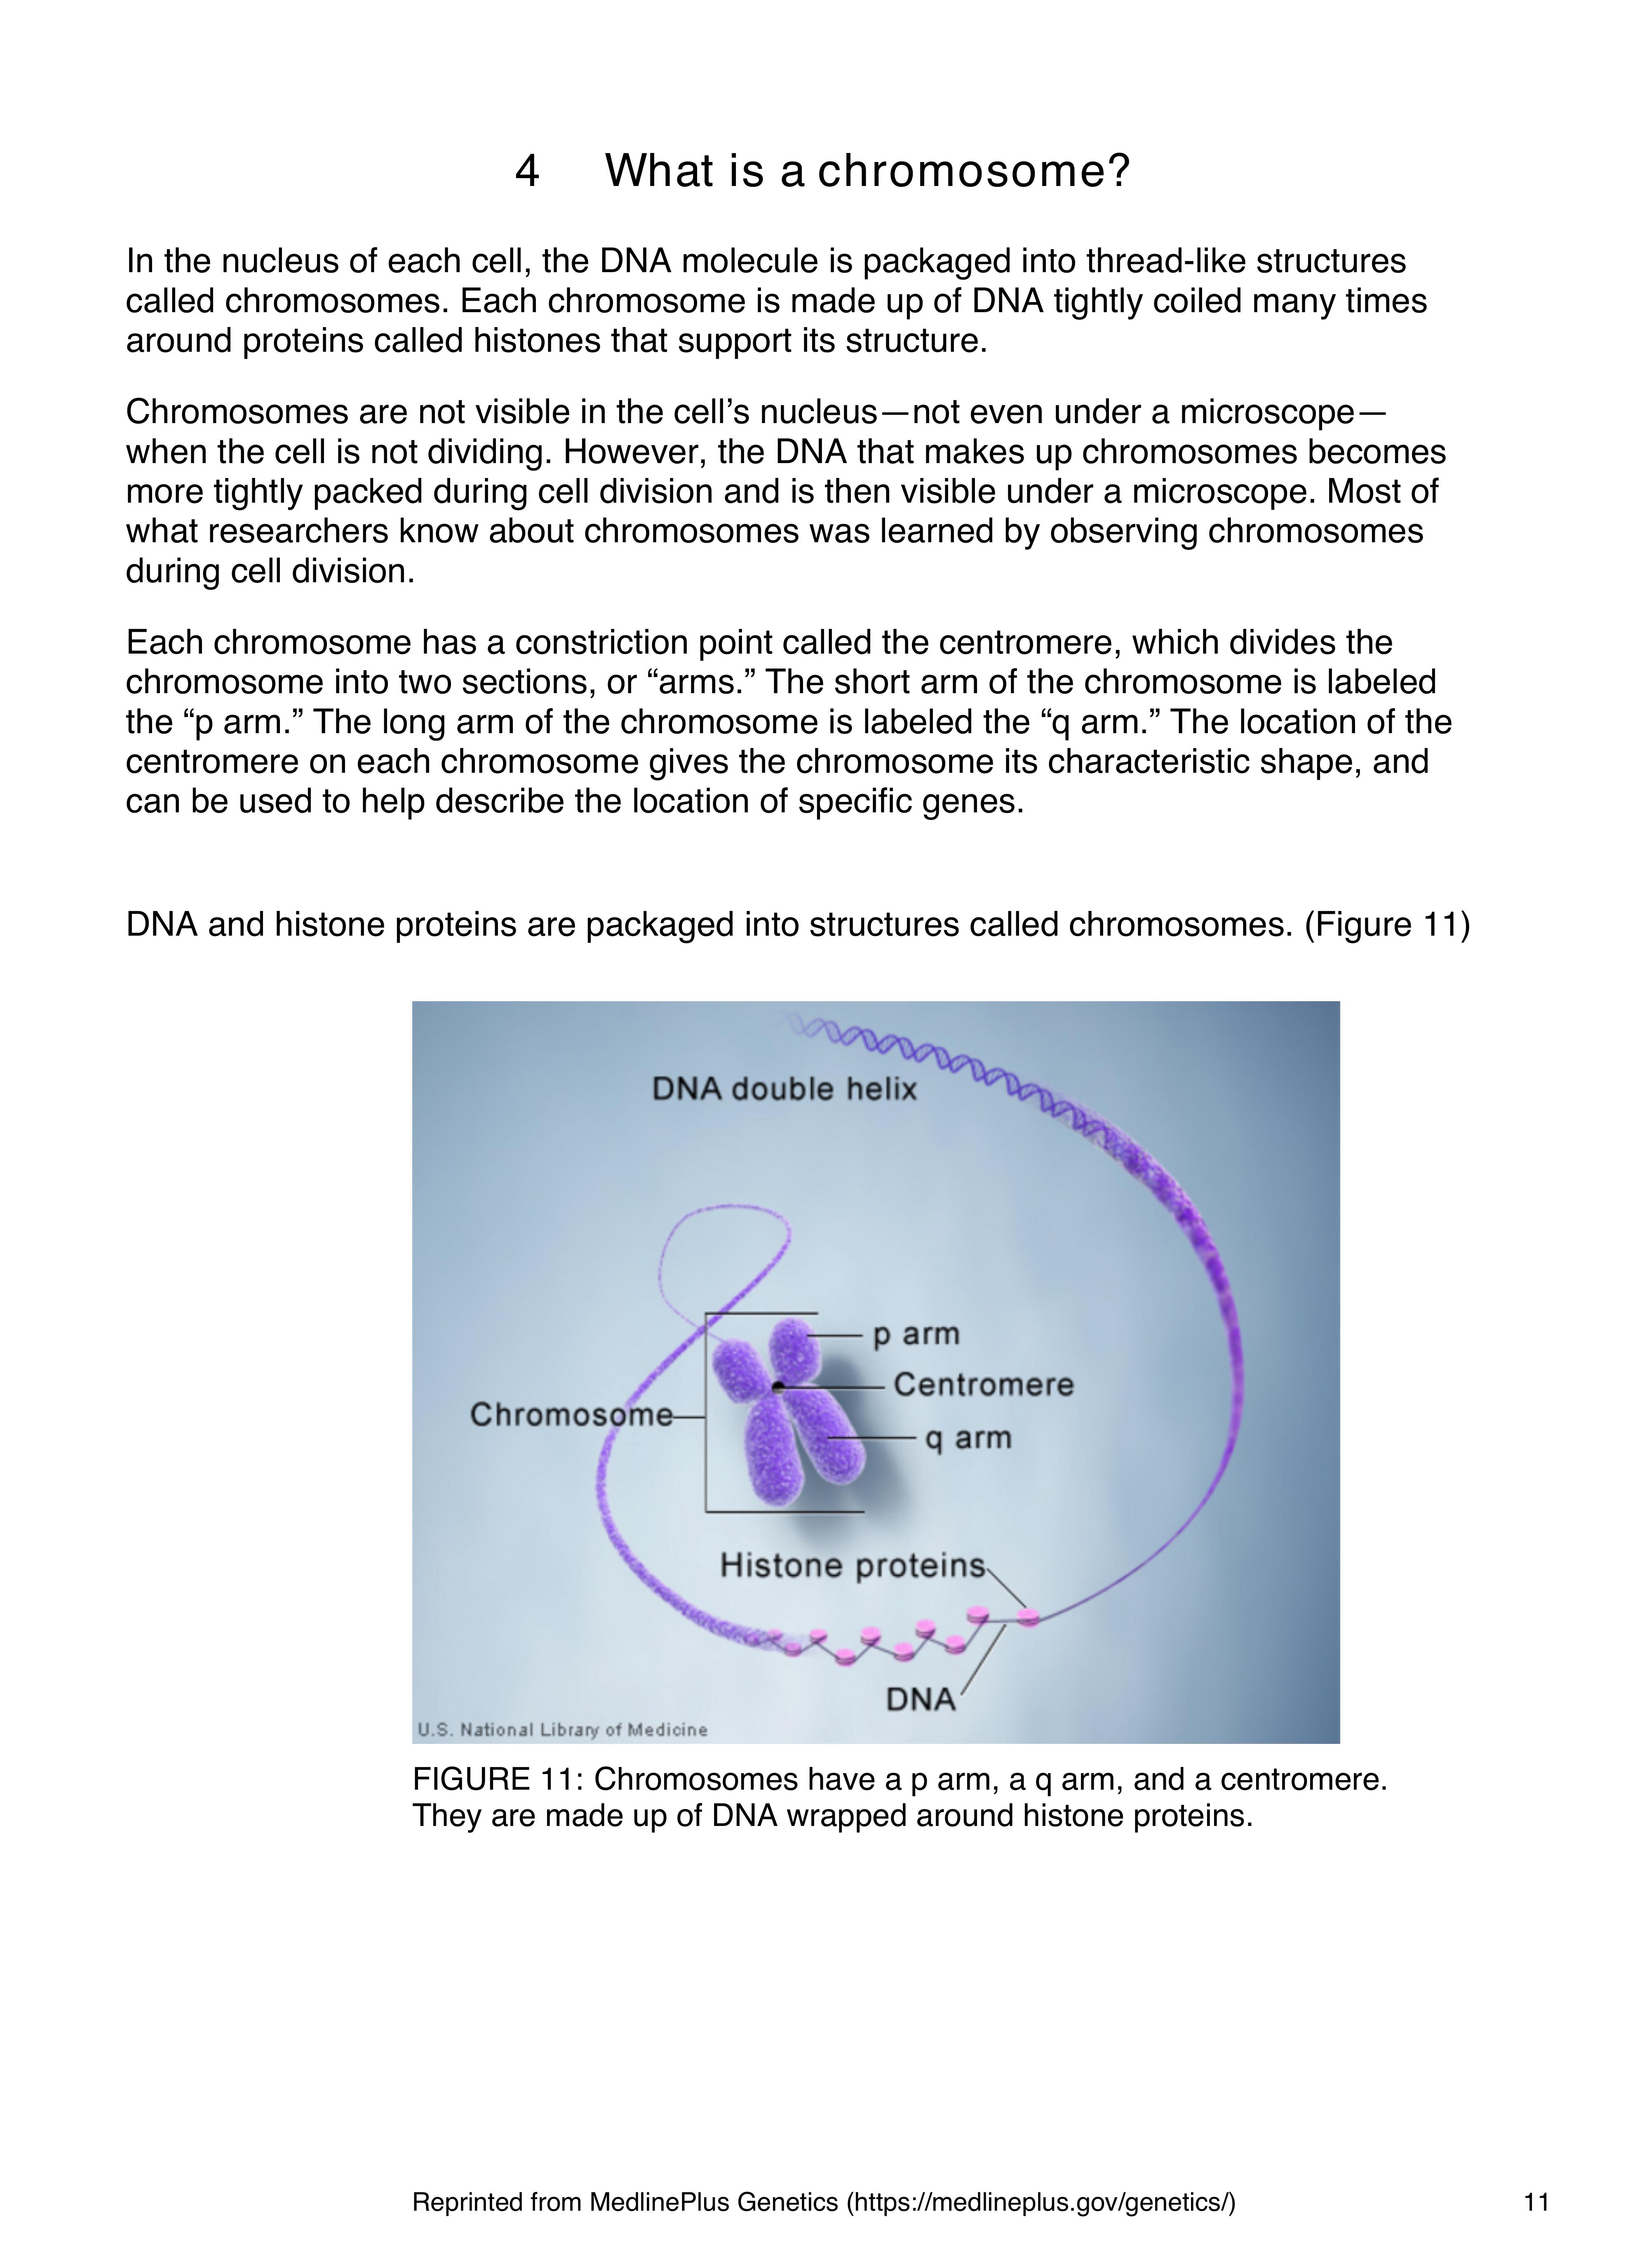 4 What is a chromosome?
In the nucleus of each cell, the DNA molecule is packaged into thread-like structures
called chromosomes. Each chromosome is made up of DNA tightly coiled many times
around proteins called histones that support its structure.
Chromosomes are not visible in the cell’s nucleus—not even under a microscope—
when the cell is not dividing. However, the DNA that makes up chromosomes becomes
more tightly packed during cell division and is then visible under a microscope. Most of
what researchers know about chromosomes was learned by observing chromosomes
during cell division.
Each chromosome has a constriction point called the centromere, which divides the
chromosome into two sections, or “arms.” The short arm of the chromosome is labeled
the “p arm.” The long arm of the chromosome is labeled the “q arm.” The location of the
centromere on each chromosome gives the chromosome its characteristic shape, and
can be used to help describe the location of specific genes.
DNA and histone proteins are packaged into structures called chromosomes. (Figure 11)
DNA double helix
p arm
Centromere
Chromosome
q arm
Histone proteins
DNA
U.S. National Library of Medicine
FIGURE 11: Chromosomes have a p arm, a q arm, and a centromere.
They are made up of DNA wrapped around histone proteins.
Reprinted from MedlinePlus Genetics (https://medlineplus.gov/genetics/) 11